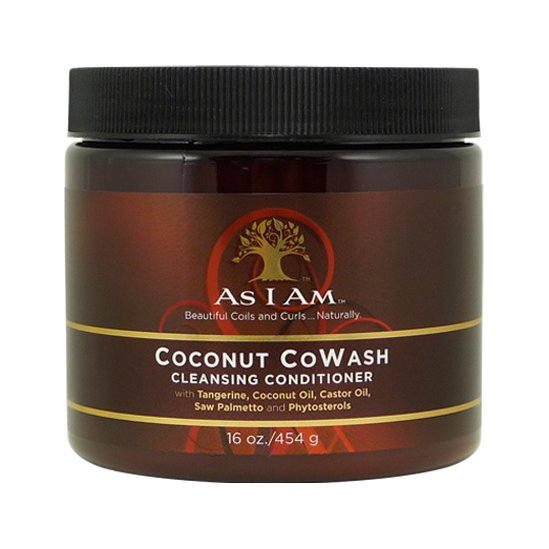 As I Am™
Beautiful Coils and Curls ... Naturally.
Coconut CoWash
CLEANSING CONDITIONER
with Tangerine, Coconut Oil, Castor Oil,
Saw Palmetto and Phytosterols
16 oz./454 g